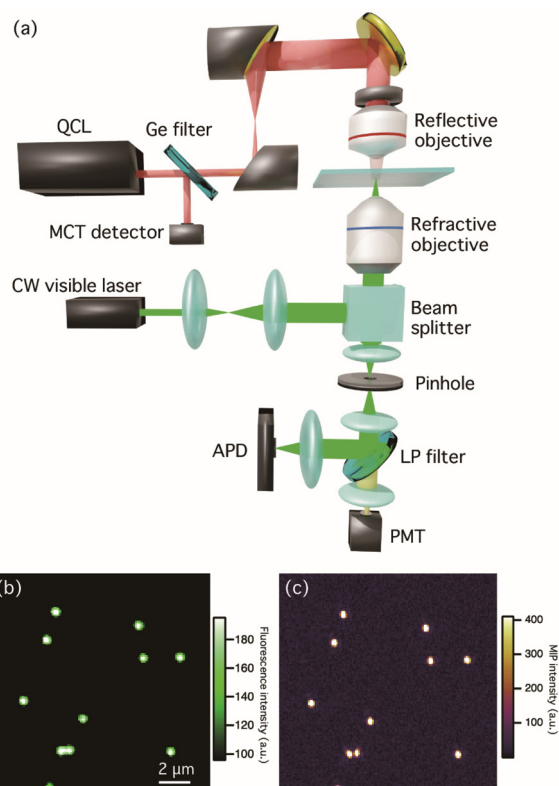 (a)
QCL
Ge filter
Reflective
objective
MCT detector
Refractive
objective
CW visible laser
Beam
splitter
Pinhole
APD
LP filter
PMT
(b)
2 μm
180
160
140
120
100
Fluorescence intensity (a.u.)
(c)
400
300
200
100
MIP intensity (a.u.)